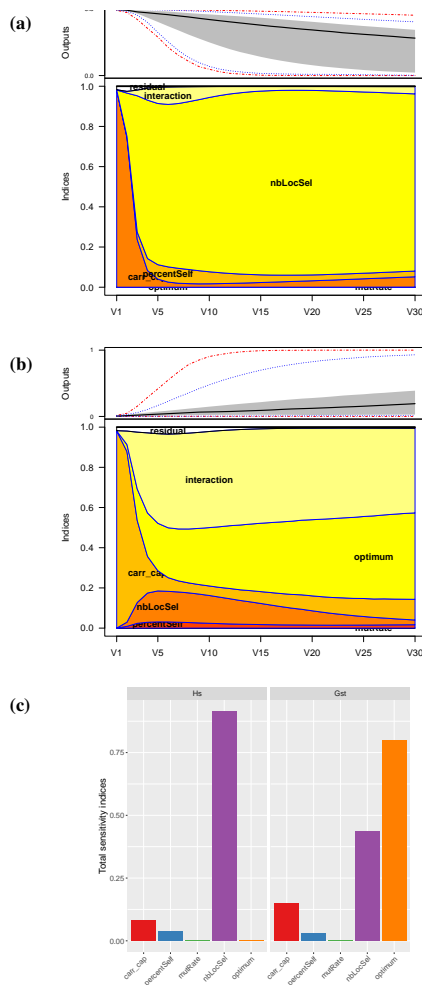 (a)
Outputs
0.0
residual
interaction
nbLocSel
percentSelf
optimum
mutRate
Indices
1.0
0.8
0.6
0.4
0.2
0.0
V1 V5 V10 V15 V20 V25 V30
(b)
Outputs
1
0
residual
interaction
optimum
carr_cap
nbLocSel
percentSelf
mutRate
Indices
1.0
0.8
0.6
0.4
0.2
0.0
V1 V5 V10 V15 V20 V25 V30
(c)
Hs Gst
Total sensitivity indices
0.75
0.50
0.25
0.00
carr_cap percentSelf mutRate nbLocSel optimum carr_cap percentSelf mutRate nbLocSel optimum